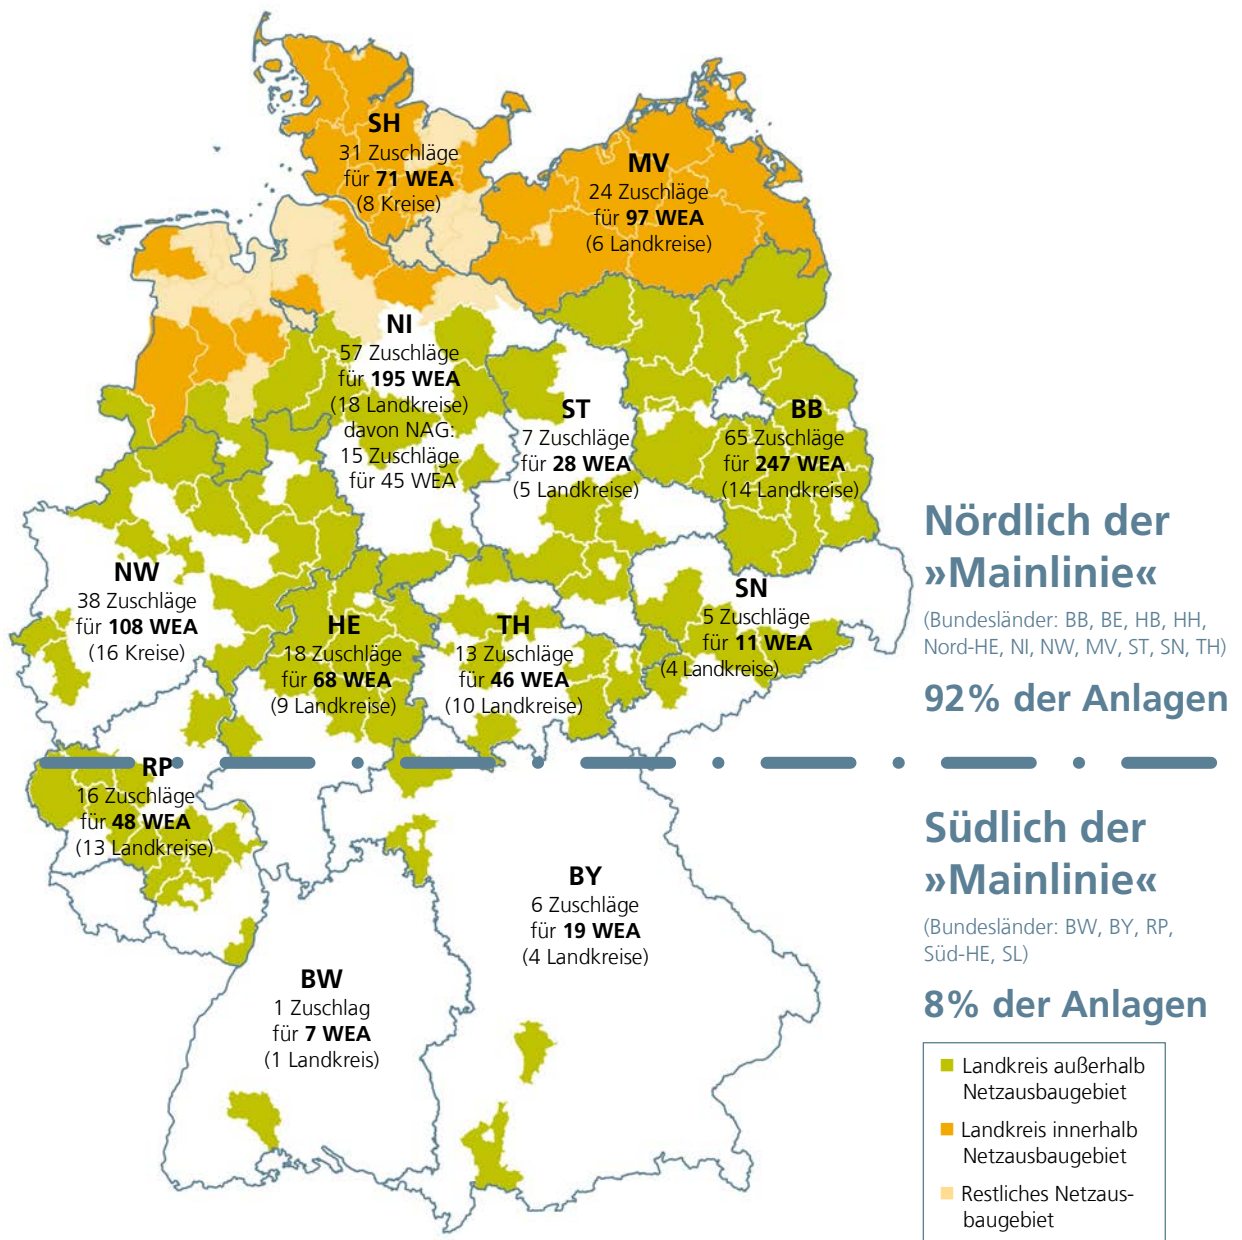 SH
31 Zuschläge
für 71 WEA
(8 Kreise)
MV
24 Zuschläge
für 97 WEA
(6 Landkreise)
NI
57 Zuschläge
für 195 WEA
(18 Landkreise)
davon NAG:
15 Zuschläge
für 45 WEA
ST
7 Zuschläge
für 28 WEA
(5 Landkreise)
BB
65 Zuschläge
für 247 WEA
(14 Landkreise)
NW
38 Zuschläge
für 108 WEA
(16 Kreise)
HE
18 Zuschläge
für 68 WEA
(9 Landkreise)
TH
13 Zuschläge
für 46 WEA
(10 Landkreise)
SN
5 Zuschläge
für 11 WEA
(4 Landkreise)
RP
16 Zuschläge
für 48 WEA
(13 Landkreise)
BY
6 Zuschläge
für 19 WEA
(4 Landkreise)
BW
1 Zuschlag
für 7 WEA
(1 Landkreis)
Nördlich der
»Mainlinie«
(Bundesländer: BB, BE, HB, HH,
Nord-HE, NI, NW, MV, ST, SN, TH)
92% der Anlagen
Südlich der
»Mainlinie«
(Bundesländer: BW, BY, RP,
Süd-HE, SL)
8% der Anlagen
Landkreis außerhalb
Netzausbaugebiet
Landkreis innerhalb
Netzausbaugebiet
Restliches Netzaus-
baugebiet